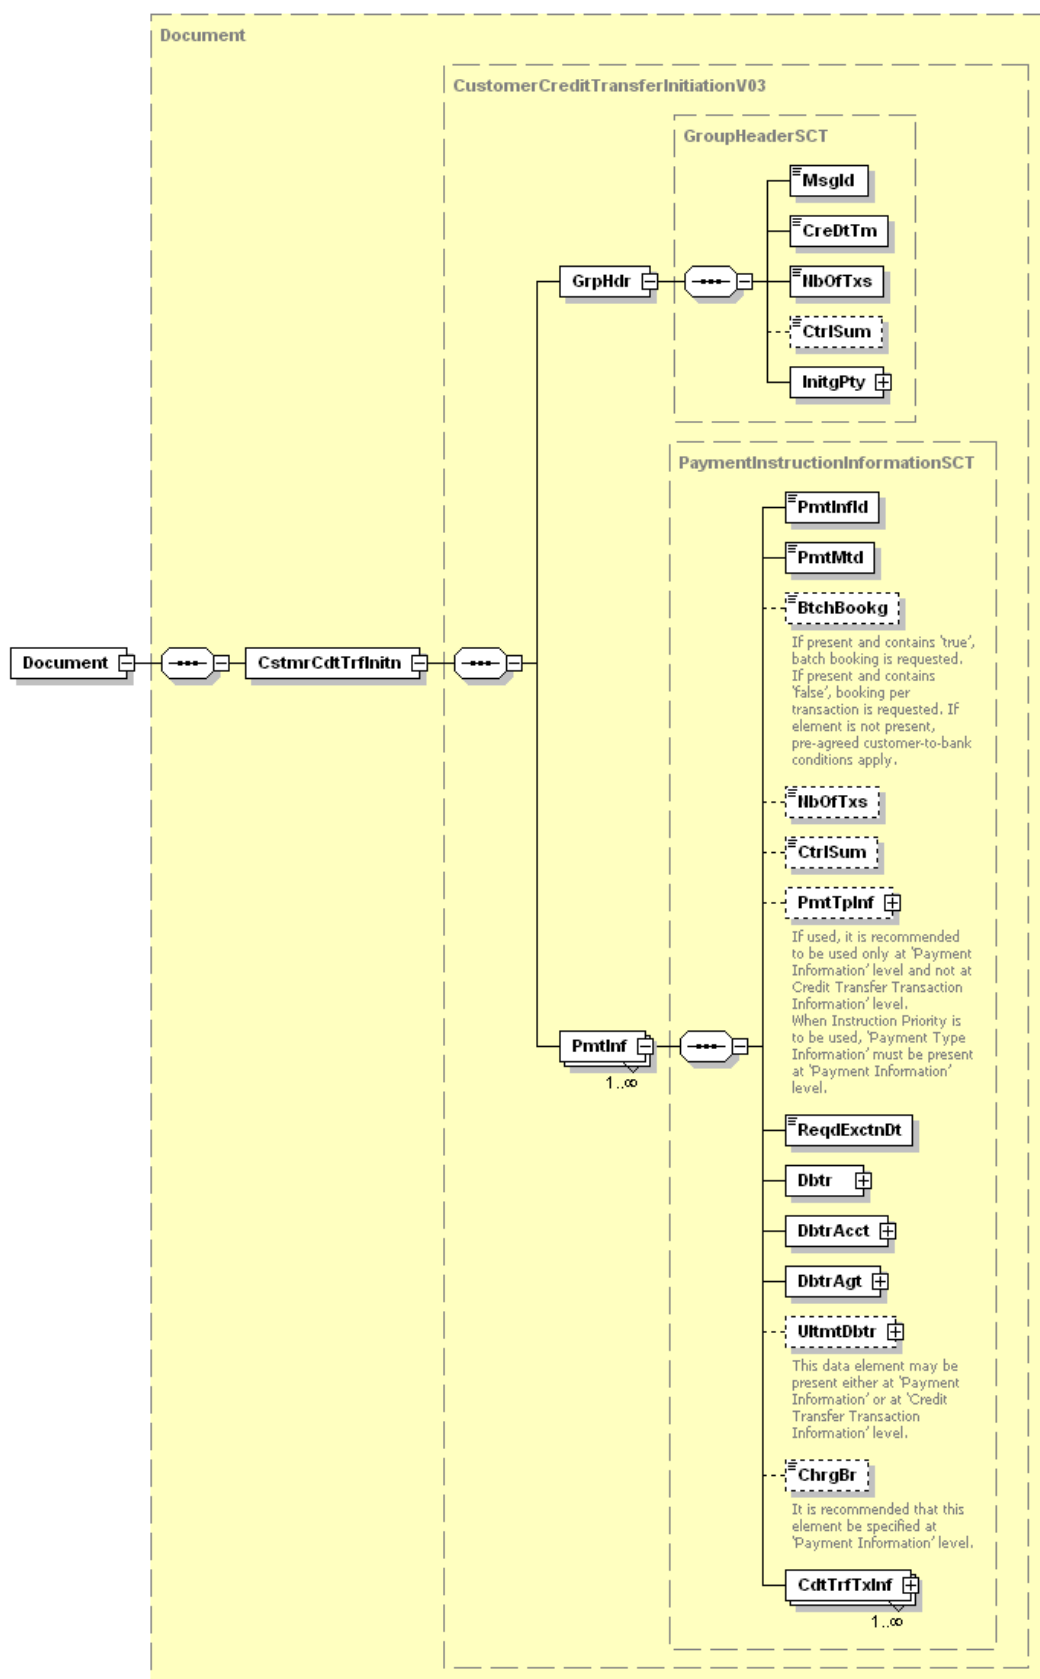 Document
CustomerCreditTransferInitiationV03
GroupHeaderSCT
MsgId
CreDtTm
GrpHdr
NbOfTxs
CtrlSum
InitgPty
PaymentInstructionInformationSCT
PmtInfId
PmtMtd
BtchBookg
If present and contains 'true',
batch booking is requested.
If present and contains
'false', booking per
transaction is requested. If
element is not present,
pre-agreed customer-to-bank
conditions apply.
Document
CstmrCdtTrfInitn
NbOfTxs
CtrlSum
PmtTpInf
If used, it is recommended
to be used only at 'Payment
Information' level and not at
Credit Transfer Transaction
Information' level.
When Instruction Priority is
to be used, 'Payment Type
Information' must be present
at 'Payment Information'
level.
PmtInf
1..∞
ReqdExctnDt
Dbtr
DbtrAcct
DbtrAgt
UltmtDbtr
This data element may be
present either at 'Payment
Information' or at 'Credit
Transfer Transaction
Information' level.
ChrgBr
It is recommended that this
element be specified at
'Payment Information' level.
CdtTrfTxInf
1..∞